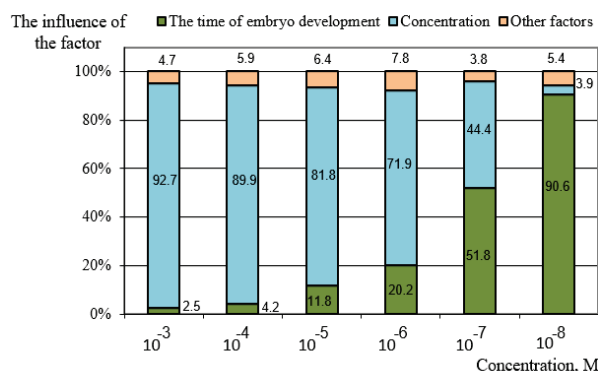 The influence of
the factor
The time of embryo development
Concentration
Other factors
4.7 5.9 6.4 7.8 3.8 5.4
100%
80%
60%
40%
20%
0%
92.7 89.9 81.8 71.9 44.4 3.9
2.5 4.2 11.8 20.2 51.8 90.6
10⁻³ 10⁻⁴ 10⁻⁵ 10⁻⁶ 10⁻⁷ 10⁻⁸
Concentration, M